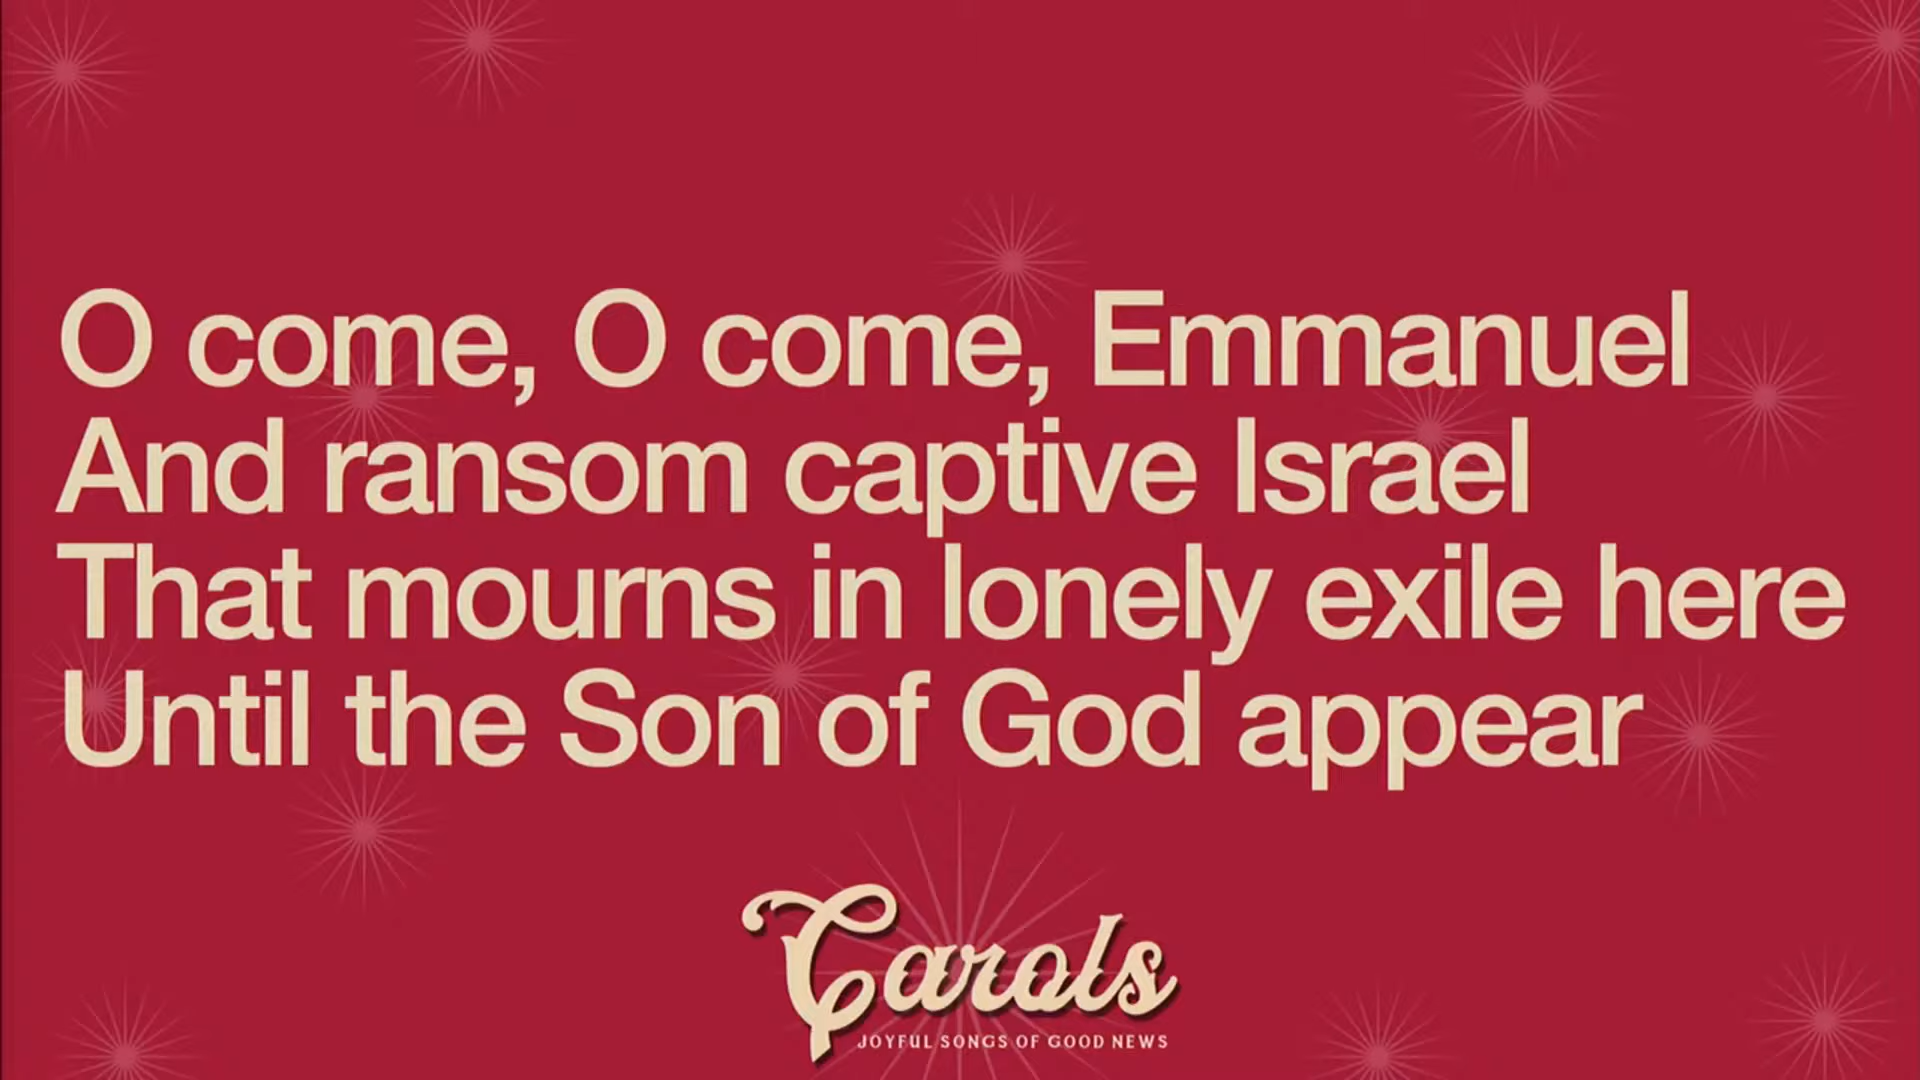 O come, O come, Emmanuel
And ransom captive Israel
That mourns in lonely exile here
Until the Son of God appear
Carols
JOYFUL SONGS OF GOOD NEWS